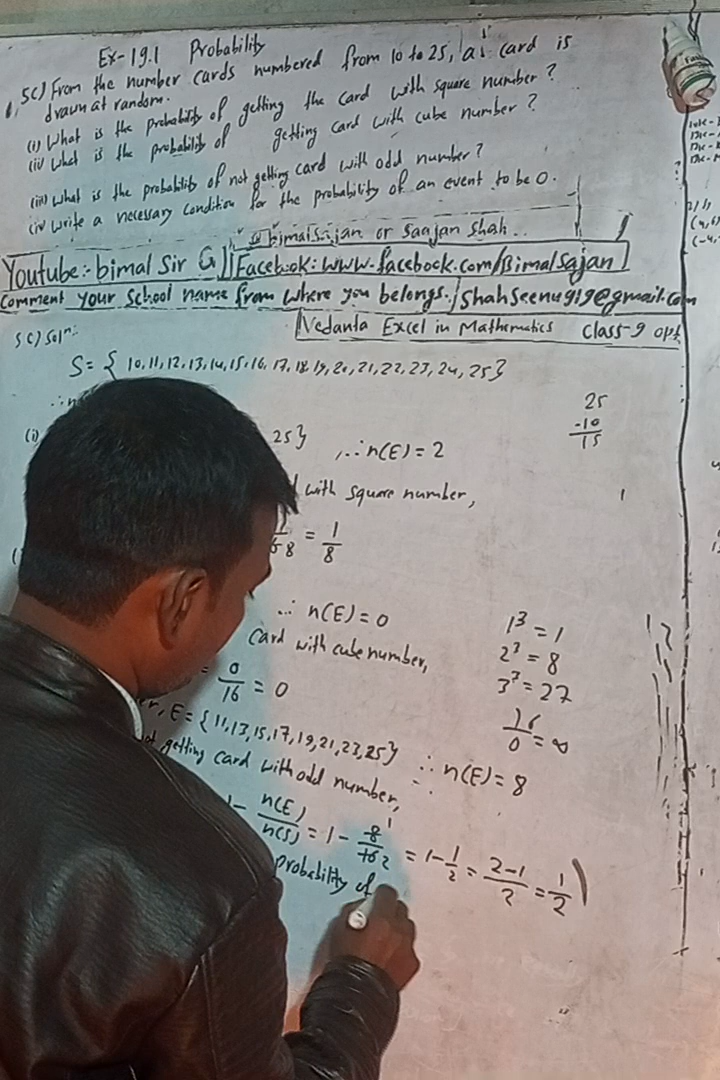 Ex-19.1 Probability
5c) From the number cards numbered from 10 to 25, a card is
drawn at random.
(i) What is the probability of getting the card with square number?
(ii) What is the probability of getting card with cube number?
(iii) What is the probability of not getting card with odd number?
(iv) Write a necessary condition for the probability of an event to be 0.
bimalsajan or Saajan Shah.
Youtube:- bimal Sir G
Facebook: www.facebook.com/Bimalsajan
Comment your School name from where you belongs.
shahseenu919@gmail.com
Vedanta Excel in Mathematics Class-9 opt
5c) Soln:
S = { 10, 11, 12, 13, 14, 15, 16, 17, 18, 19, 20, 21, 22, 23, 24, 25}
25
-10
15
(i)
25} ∴ n(E) = 2
with square number,
8 = 1/8
∴ n(E) = 0
card with cube number,
= 0/16 = 0
1³ = 1
2³ = 8
3³ = 27
16/0 = ∞
E = {11, 13, 15, 17, 19, 21, 23, 25} ∴ n(E) = 8
getting card with odd number,
1 - n(E)/n(S) = 1 - 8/16 = 1 - 1/2 = 2-1/2 = 1/2
probability of